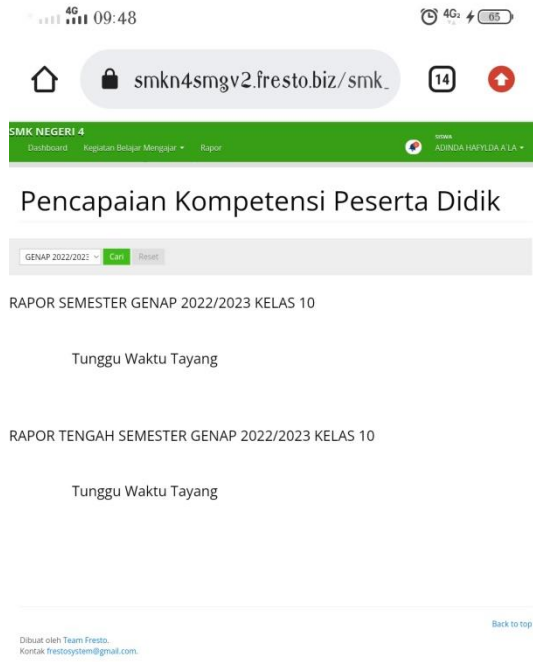 4G 09:48 4G2 65
smkn4smgv2.fresto.biz/smk_ 14
SMK NEGERI 4
Dashboard Kegiatan Belajar Mengajar Rapor
SISWA
ADINDA HAFYLDA A'LA
Pencapaian Kompetensi Peserta Didik
GENAP 2022/2023 Cari Reset
RAPOR SEMESTER GENAP 2022/2023 KELAS 10
Tunggu Waktu Tayang
RAPOR TENGAH SEMESTER GENAP 2022/2023 KELAS 10
Tunggu Waktu Tayang
Back to top
Dibuat oleh Team Fresto.
Kontak frestosystem@gmail.com.